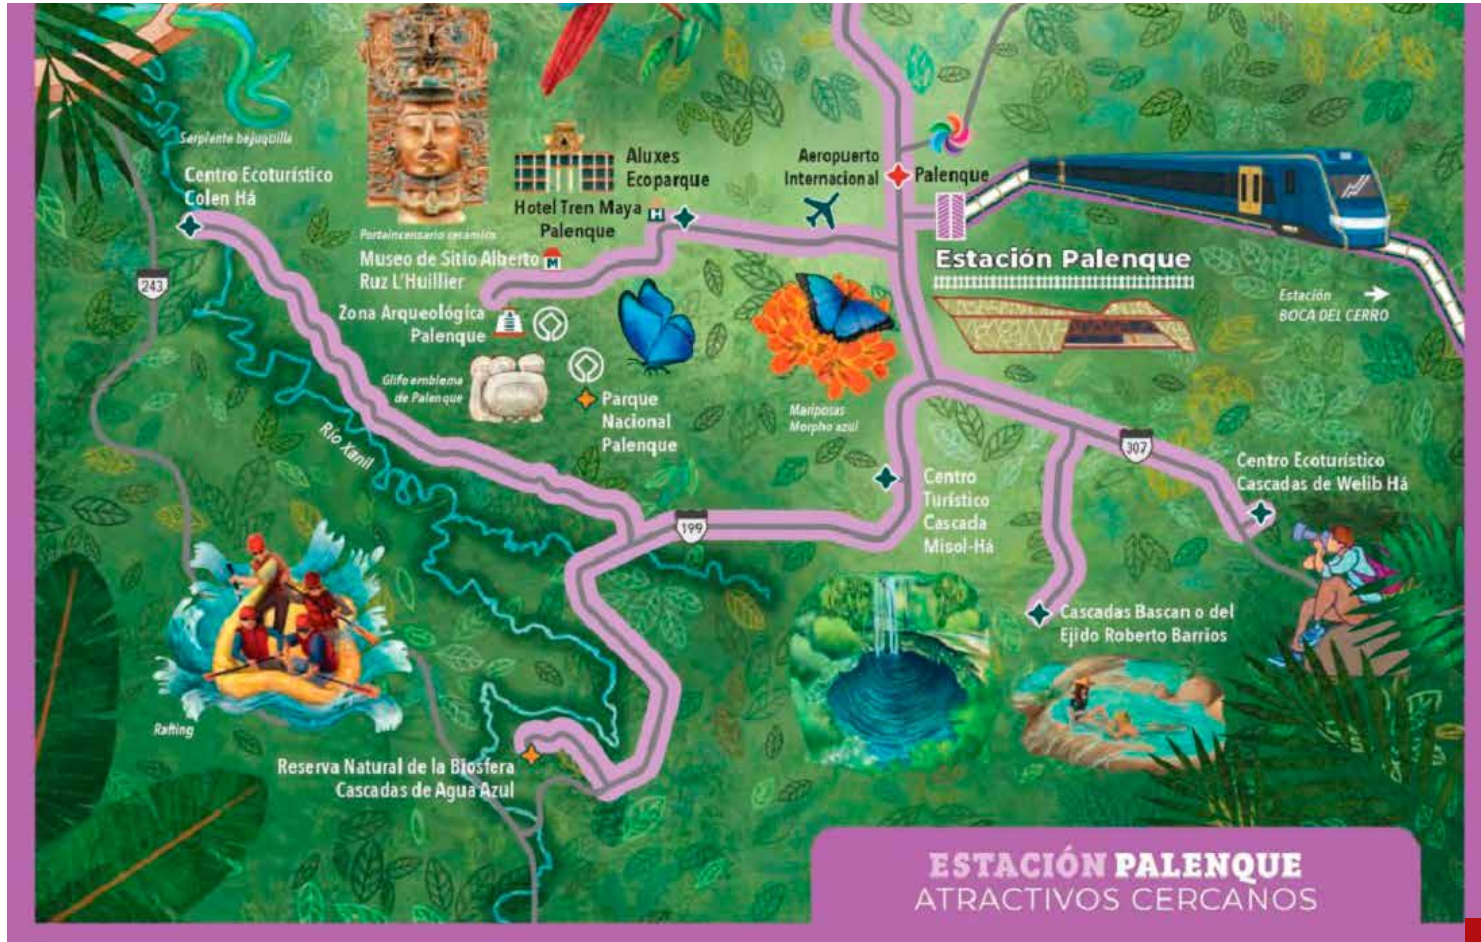 Serpiente bejuquilla
Centro Ecoturístico
Colen Há
243
Portaincensario cerámico
Museo de Sitio Alberto
Ruz L'Huillier
M
Aluxes
Ecoparque
Hotel Tren Maya
Palenque
H
Aeropuerto
Internacional
Palenque
Estación Palenque
Estación
BOCA DEL CERRO
Zona Arqueológica
Palenque
Glifo emblema
de Palenque
Parque
Nacional
Palenque
Mariposas
Morpho azul
Río Xanil
199
307
Centro
Turístico
Cascada
Misol-Há
Centro Ecoturístico
Cascadas de Welib Há
Cascadas Bascan o del
Ejido Roberto Barrios
Rafting
Reserva Natural de la Biosfera
Cascadas de Agua Azul
ESTACIÓN PALENQUE
ATRACTIVOS CERCANOS